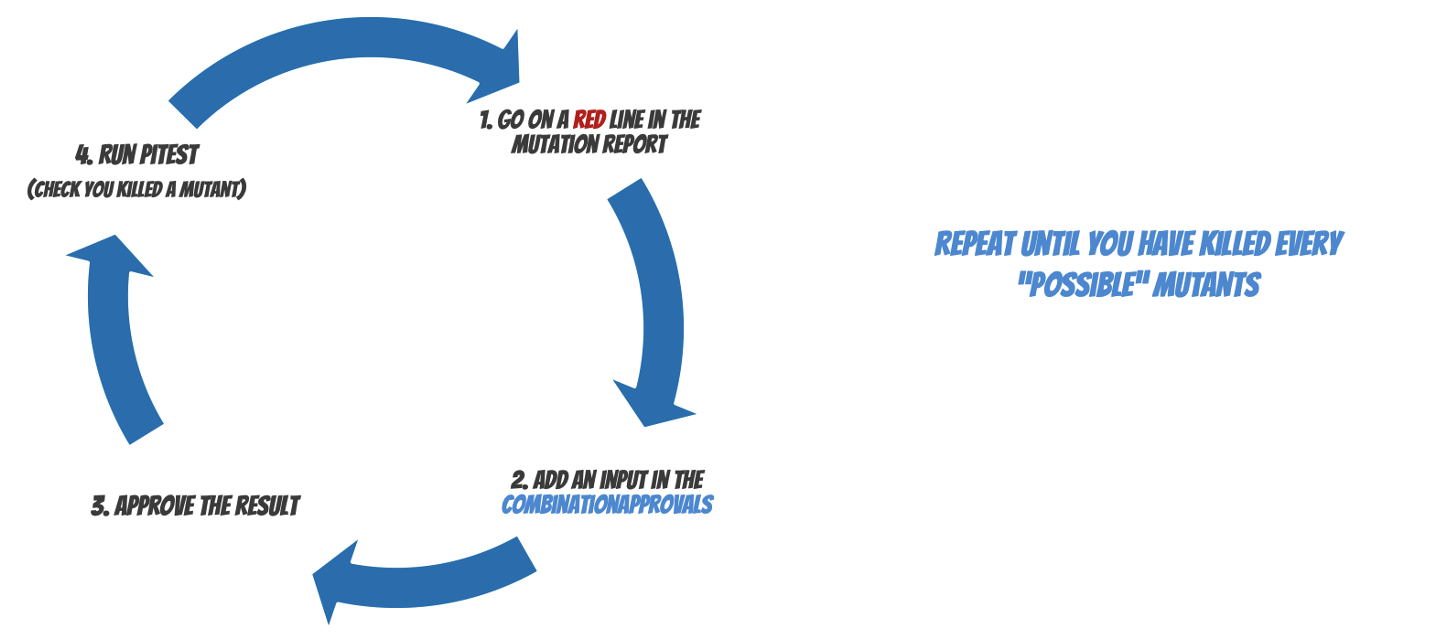 1. GO ON A RED LINE IN THE
MUTATION REPORT
2. ADD AN INPUT IN THE
COMBINATIONAPPROVALS
3. APPROVE THE RESULT
4. RUN PITEST
(CHECK YOU KILLED A MUTANT)
REPEAT UNTIL YOU HAVE KILLED EVERY
"POSSIBLE" MUTANTS